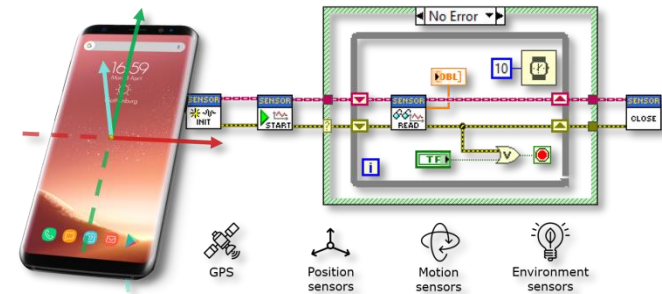 No Error
16:59
10
DBL]
SENSOR
INIT
SENSOR
START
SENSOR
READ
SENSOR
CLOSE
?
TF
V
i
GPS
Position
sensors
Motion
sensors
Environment
sensors